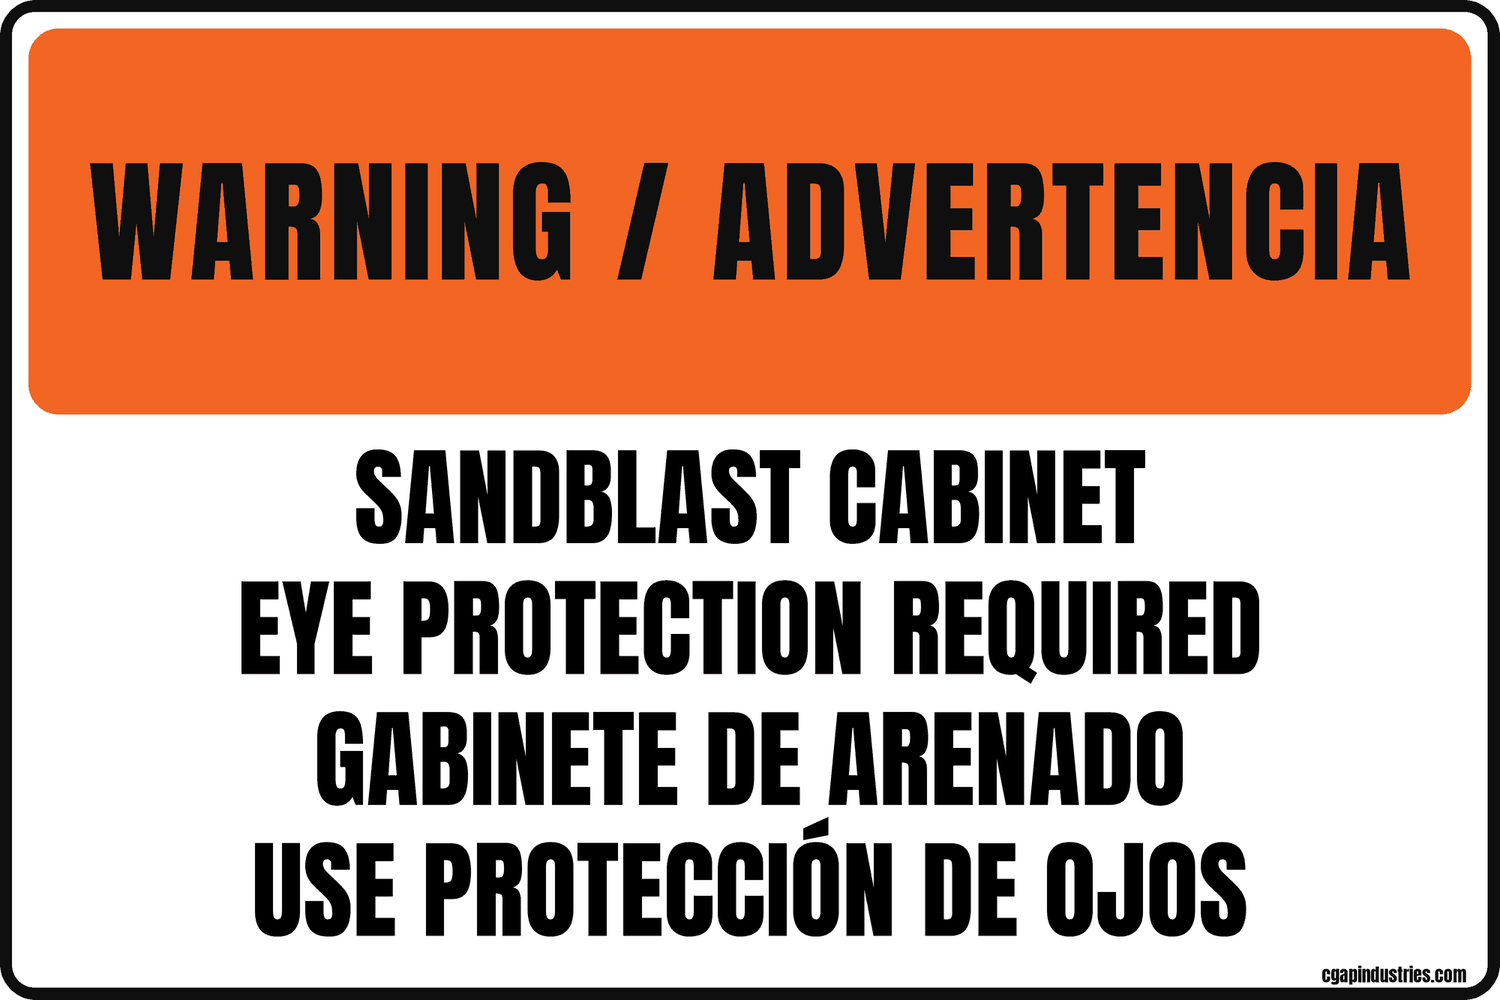 WARNING / ADVERTENCIA
SANDBLAST CABINET
EYE PROTECTION REQUIRED
GABINETE DE ARENADO
USE PROTECCIÓN DE OJOS
cgapindustries.com